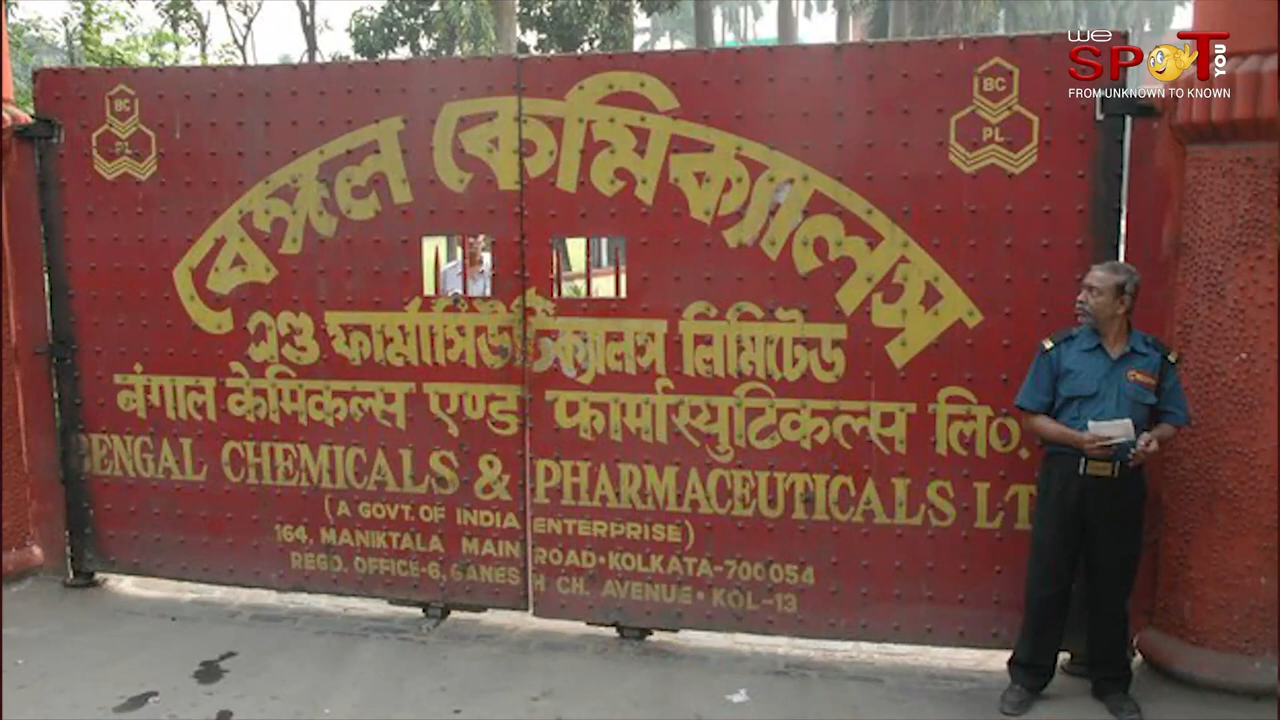 we
SPOT
YOU
FROM UNKNOWN TO KNOWN
BC
PL
BC
PL
বেঙ্গল কেমিক্যালস
এণ্ড ফার্মাসিউটিক্যালস লিমিটেড
बंगाल केमिकल्स एण्ड फार्मास्युटिकल्स लि०.
BENGAL CHEMICALS & PHARMACEUTICALS LT
(A GOVT. OF INDIA ENTERPRISE)
164, MANIKTALA MAIN ROAD•KOLKATA-700054
REGD. OFFICE-6, GANESH CH. AVENUE•KOL-13